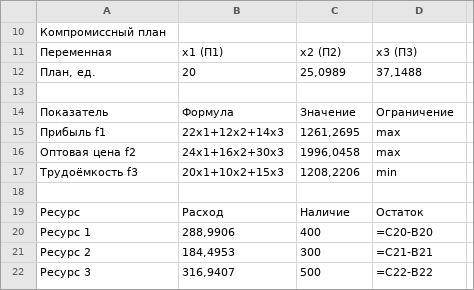 A B C D
10 Компромиссный план
11 Переменная x1 (П1) x2 (П2) x3 (П3)
12 План, ед. 20 25,0989 37,1488
13
14 Показатель Формула Значение Ограничение
15 Прибыль f1 22x1+12x2+14x3 1261,2695 max
16 Оптовая цена f2 24x1+16x2+30x3 1996,0458 max
17 Трудоёмкость f3 20x1+10x2+15x3 1208,2206 min
18
19 Ресурс Расход Наличие Остаток
20 Ресурс 1 288,9906 400 =C20-B20
21 Ресурс 2 184,4953 300 =C21-B21
22 Ресурс 3 316,9407 500 =C22-B22